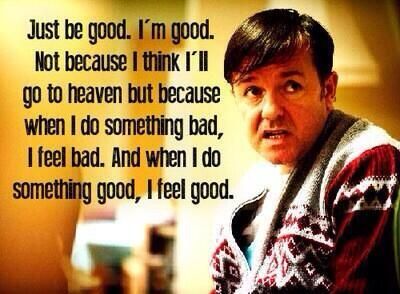 Just be good. I´m good.
Not because I think I´ll
go to heaven but because
when I do something bad,
I feel bad. And when I do
something good, I feel good.